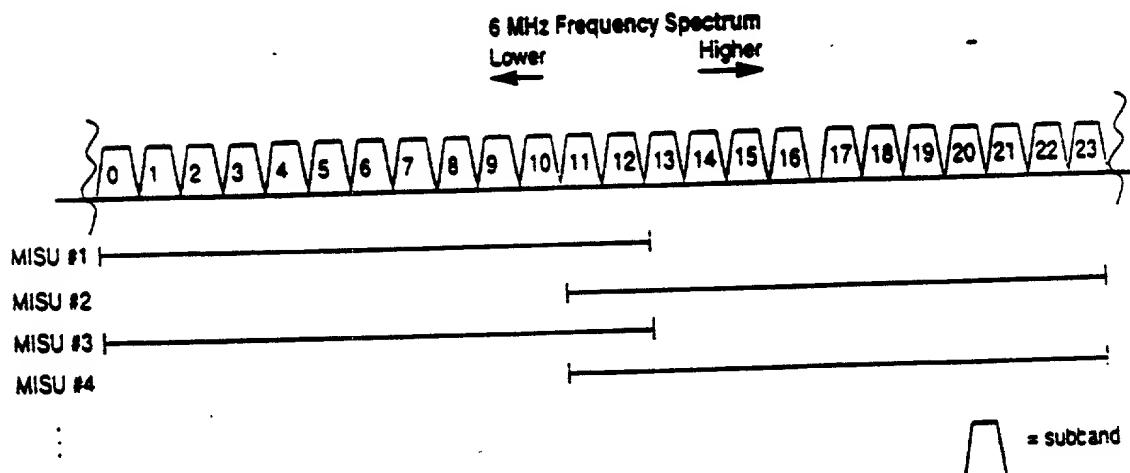 6 MHz Frequency Spectrum
Lower Higher
0 1 2 3 4 5 6 7 8 9 10 11 12 13 14 15 16 17 18 19 20 21 22 23
MISU #1
MISU #2
MISU #3
MISU #4
= subband